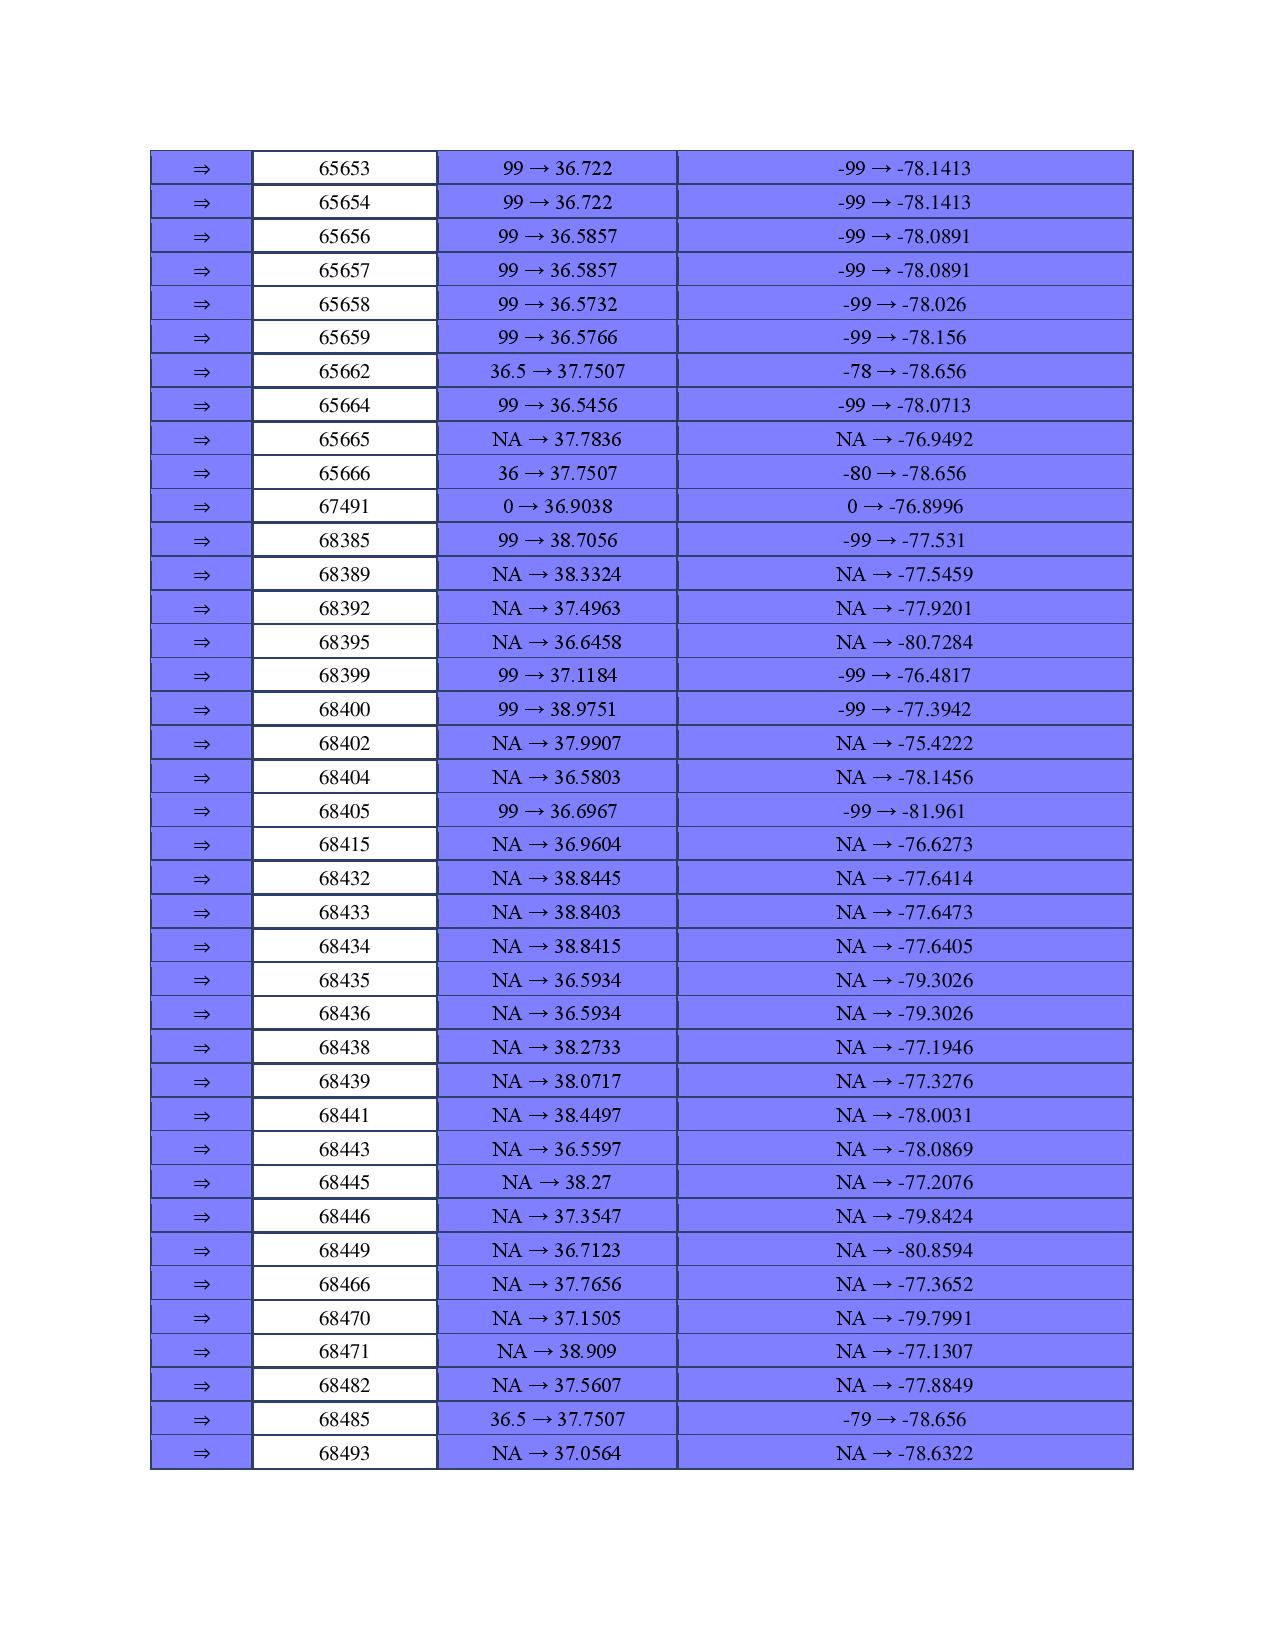 ⇒ 65653 99 → 36.722 -99 → -78.1413
⇒ 65654 99 → 36.722 -99 → -78.1413
⇒ 65656 99 → 36.5857 -99 → -78.0891
⇒ 65657 99 → 36.5857 -99 → -78.0891
⇒ 65658 99 → 36.5732 -99 → -78.026
⇒ 65659 99 → 36.5766 -99 → -78.156
⇒ 65662 36.5 → 37.7507 -78 → -78.656
⇒ 65664 99 → 36.5456 -99 → -78.0713
⇒ 65665 NA → 37.7836 NA → -76.9492
⇒ 65666 36 → 37.7507 -80 → -78.656
⇒ 67491 0 → 36.9038 0 → -76.8996
⇒ 68385 99 → 38.7056 -99 → -77.531
⇒ 68389 NA → 38.3324 NA → -77.5459
⇒ 68392 NA → 37.4963 NA → -77.9201
⇒ 68395 NA → 36.6458 NA → -80.7284
⇒ 68399 99 → 37.1184 -99 → -76.4817
⇒ 68400 99 → 38.9751 -99 → -77.3942
⇒ 68402 NA → 37.9907 NA → -75.4222
⇒ 68404 NA → 36.5803 NA → -78.1456
⇒ 68405 99 → 36.6967 -99 → -81.961
⇒ 68415 NA → 36.9604 NA → -76.6273
⇒ 68432 NA → 38.8445 NA → -77.6414
⇒ 68433 NA → 38.8403 NA → -77.6473
⇒ 68434 NA → 38.8415 NA → -77.6405
⇒ 68435 NA → 36.5934 NA → -79.3026
⇒ 68436 NA → 36.5934 NA → -79.3026
⇒ 68438 NA → 38.2733 NA → -77.1946
⇒ 68439 NA → 38.0717 NA → -77.3276
⇒ 68441 NA → 38.4497 NA → -78.0031
⇒ 68443 NA → 36.5597 NA → -78.0869
⇒ 68445 NA → 38.27 NA → -77.2076
⇒ 68446 NA → 37.3547 NA → -79.8424
⇒ 68449 NA → 36.7123 NA → -80.8594
⇒ 68466 NA → 37.7656 NA → -77.3652
⇒ 68470 NA → 37.1505 NA → -79.7991
⇒ 68471 NA → 38.909 NA → -77.1307
⇒ 68482 NA → 37.5607 NA → -77.8849
⇒ 68485 36.5 → 37.7507 -79 → -78.656
⇒ 68493 NA → 37.0564 NA → -78.6322